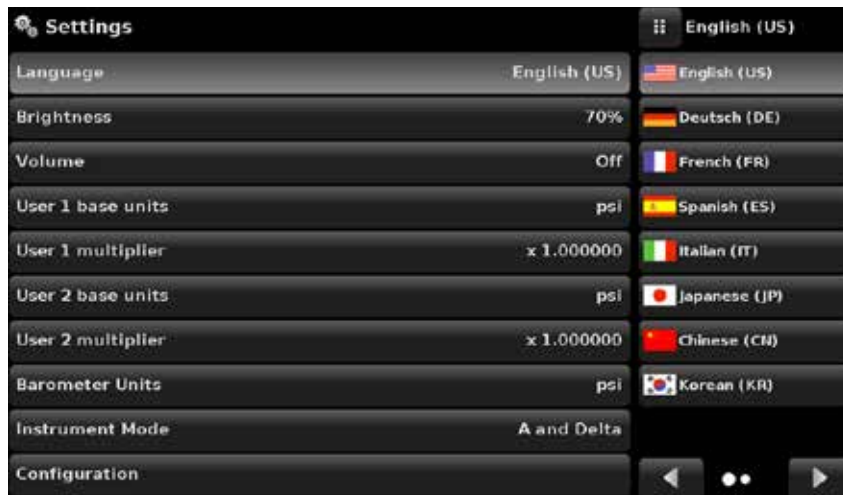 Settings
Language English (US)
Brightness 70%
Volume Off
User 1 base units psi
User 1 multiplier x 1.000000
User 2 base units psi
User 2 multiplier x 1.000000
Barometer Units psi
Instrument Mode A and Delta
Configuration
English (US)
English (US)
Deutsch (DE)
French (FR)
Spanish (ES)
Italian (IT)
Japanese (JP)
Chinese (CN)
Korean (KR)